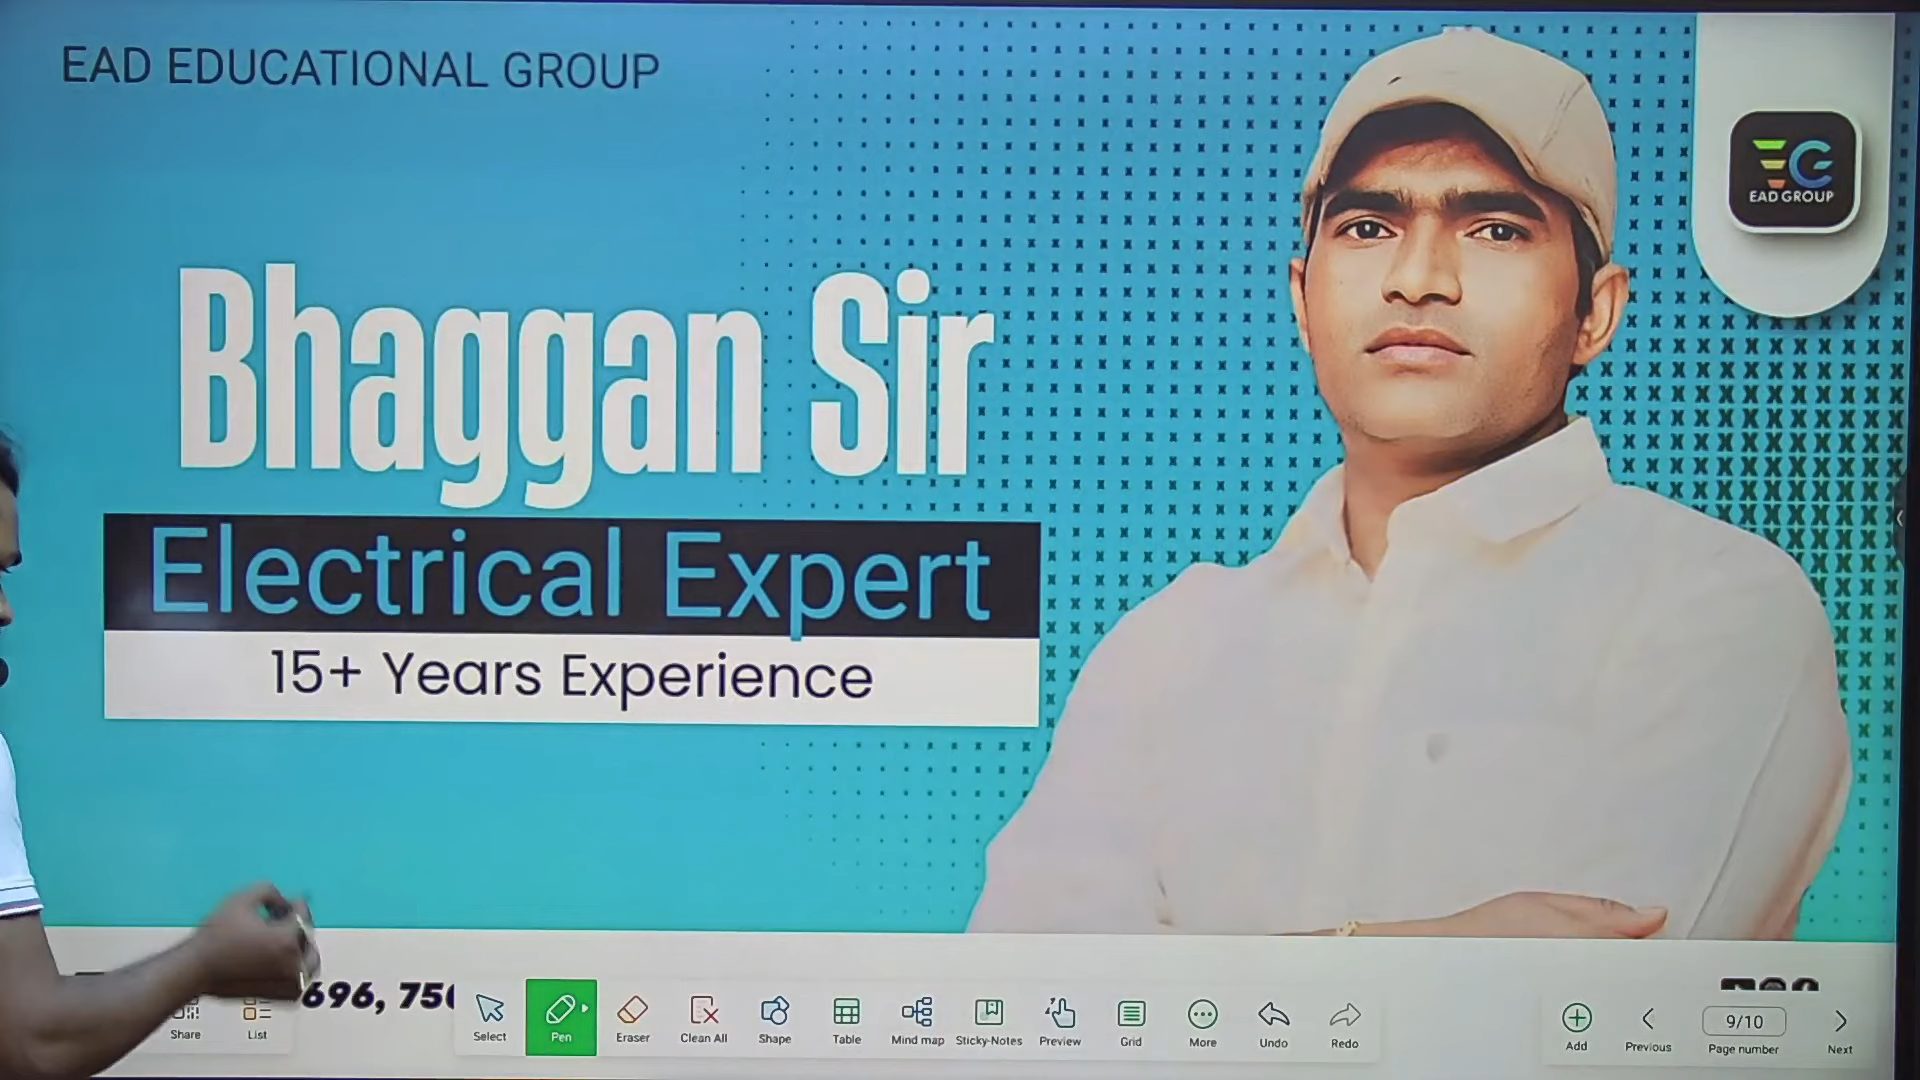 EAD EDUCATIONAL GROUP
EAD GROUP
Bhaggan Sir
Electrical Expert
15+ Years Experience
696, 75
Share
List
Select
Pen
Eraser
Clean All
Shape
Table
Mind map
Sticky-Notes
Preview
Grid
More
Undo
Redo
Add
Previous
9/10
Page number
Next